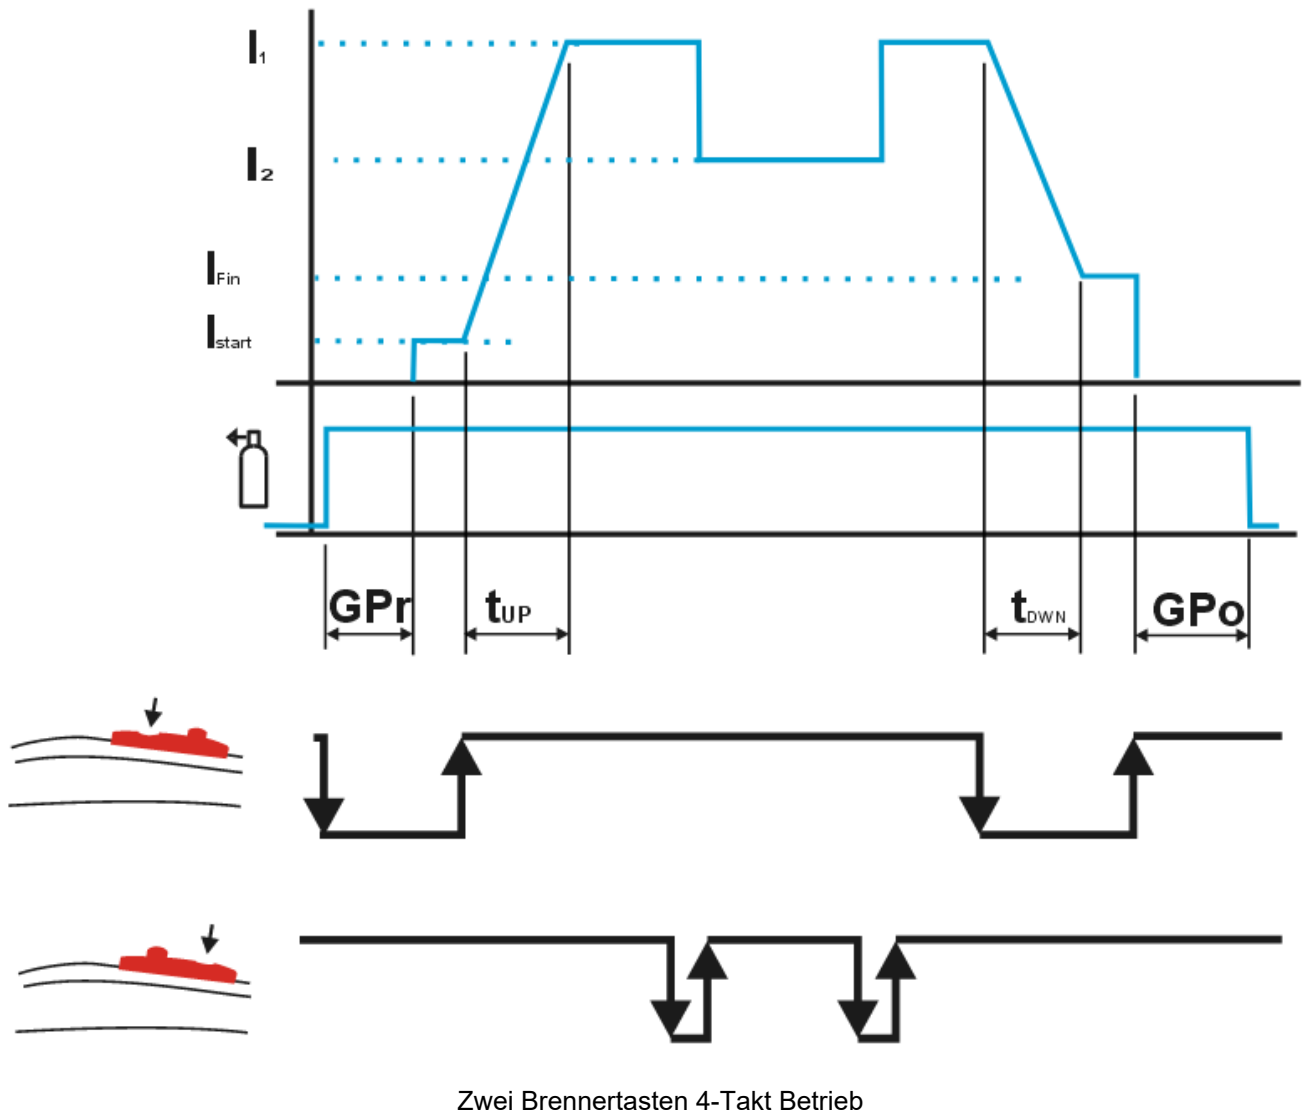 I1
I2
IFin
Istart
GPr
tUP
tDWN
GPo
Zwei Brennertasten 4-Takt Betrieb